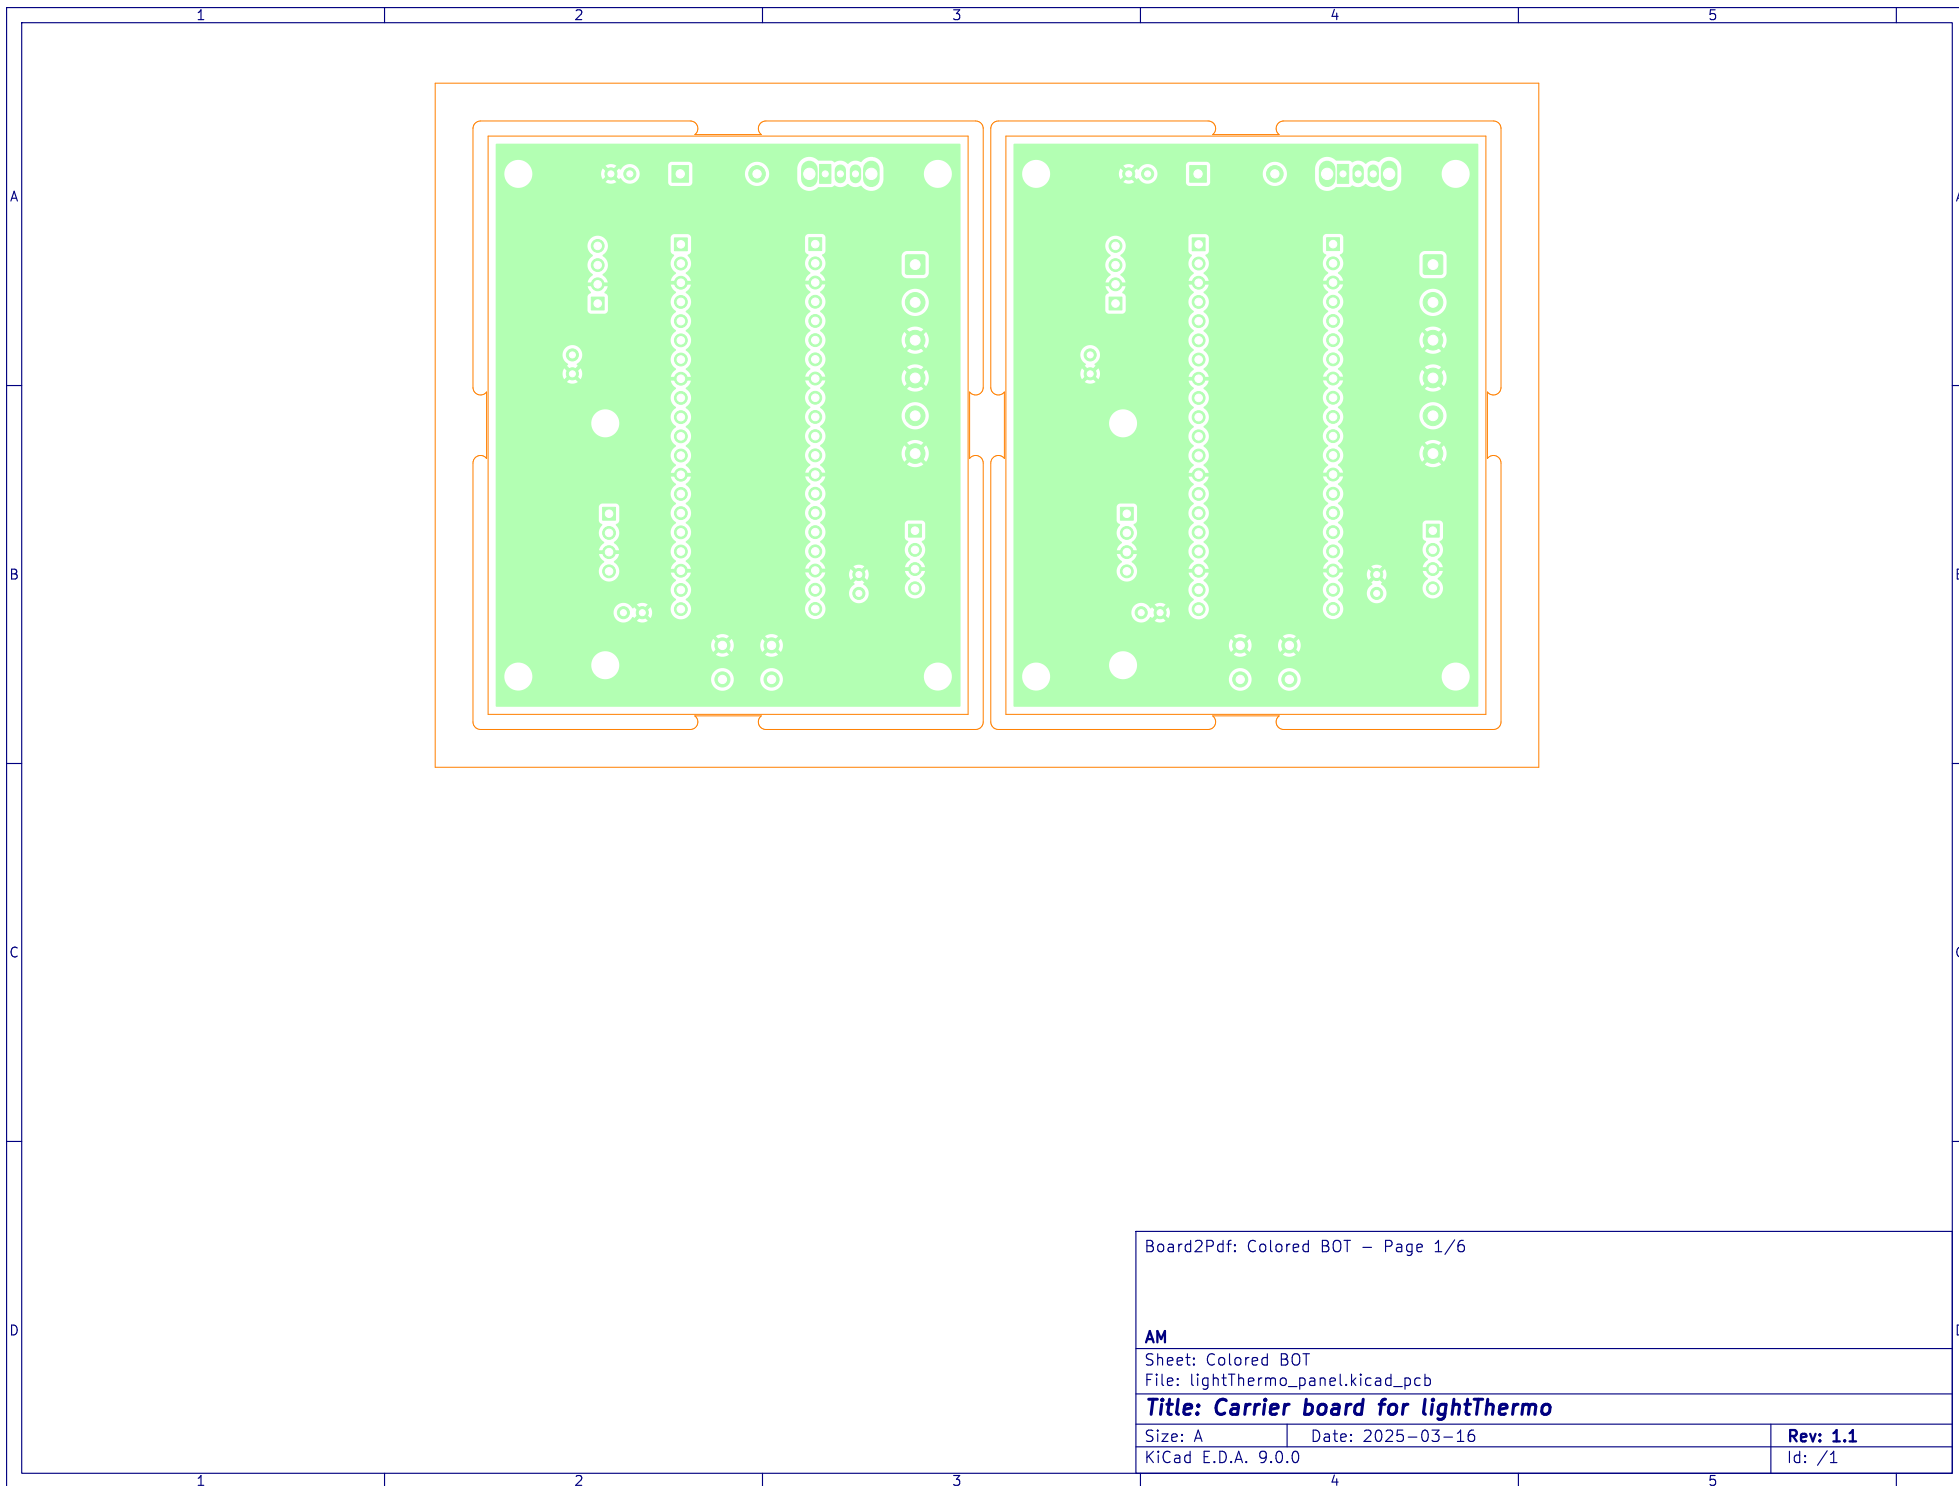 1 2 3 4 5
A
B
C
D
Board2Pdf: Colored BOT - Page 1/6
AM
Sheet: Colored BOT
File: lightThermo_panel.kicad_pcb
Title: Carrier board for lightThermo
Size: A Date: 2025-03-16 Rev: 1.1
KiCad E.D.A. 9.0.0 Id: /1
1 2 3 4 5